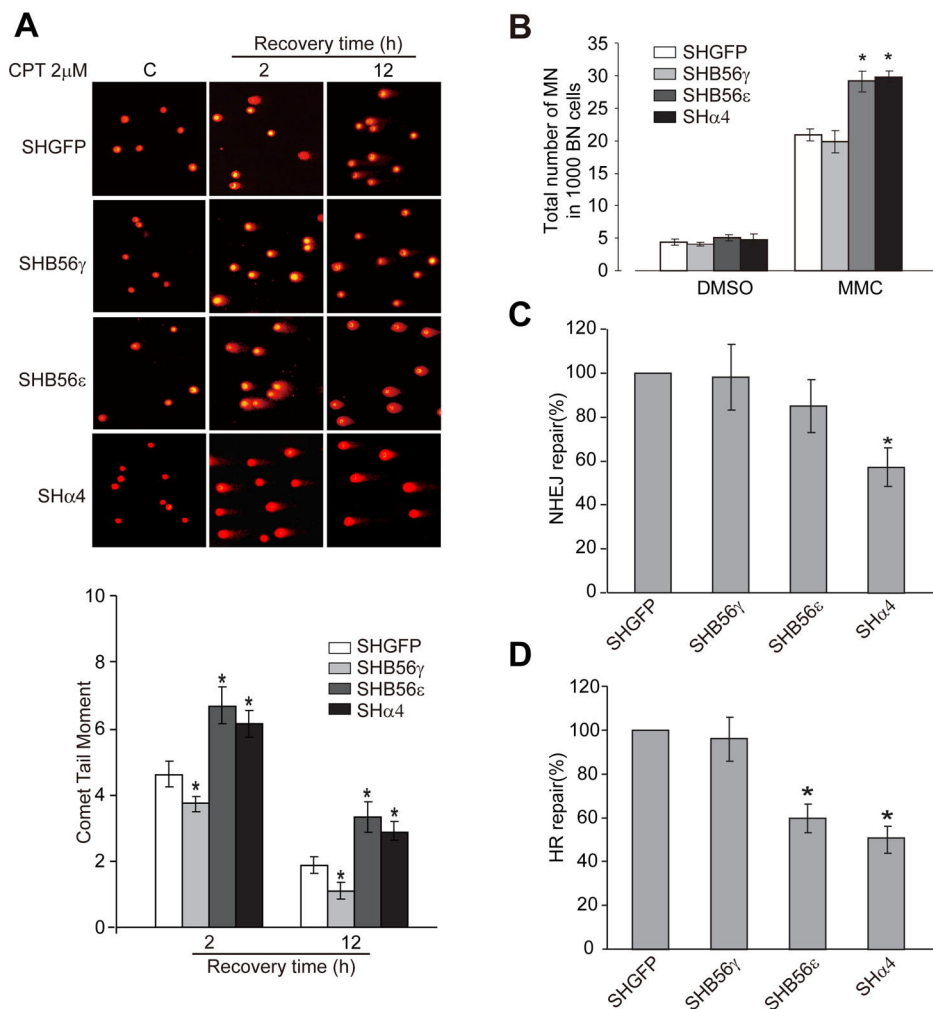 A
Recovery time (h)
CPT 2μM C 2 12
SHGFP
SHB56γ
SHB56ε
SHα4
10
8
6
4
2
0
Comet Tail Moment
SHGFP
SHB56γ
SHB56ε
SHα4
* * *
* * *
2 12
Recovery time (h)
B
35
30
25
20
15
10
5
0
Total number of MN
in 1000 BN cells
SHGFP
SHB56γ
SHB56ε
SHα4
* *
DMSO MMC
C
120
100
80
60
40
20
0
NHEJ repair(%)
*
SHGFP SHB56γ SHB56ε SHα4
D
120
100
80
60
40
20
0
HR repair(%)
* *
SHGFP SHB56γ SHB56ε SHα4